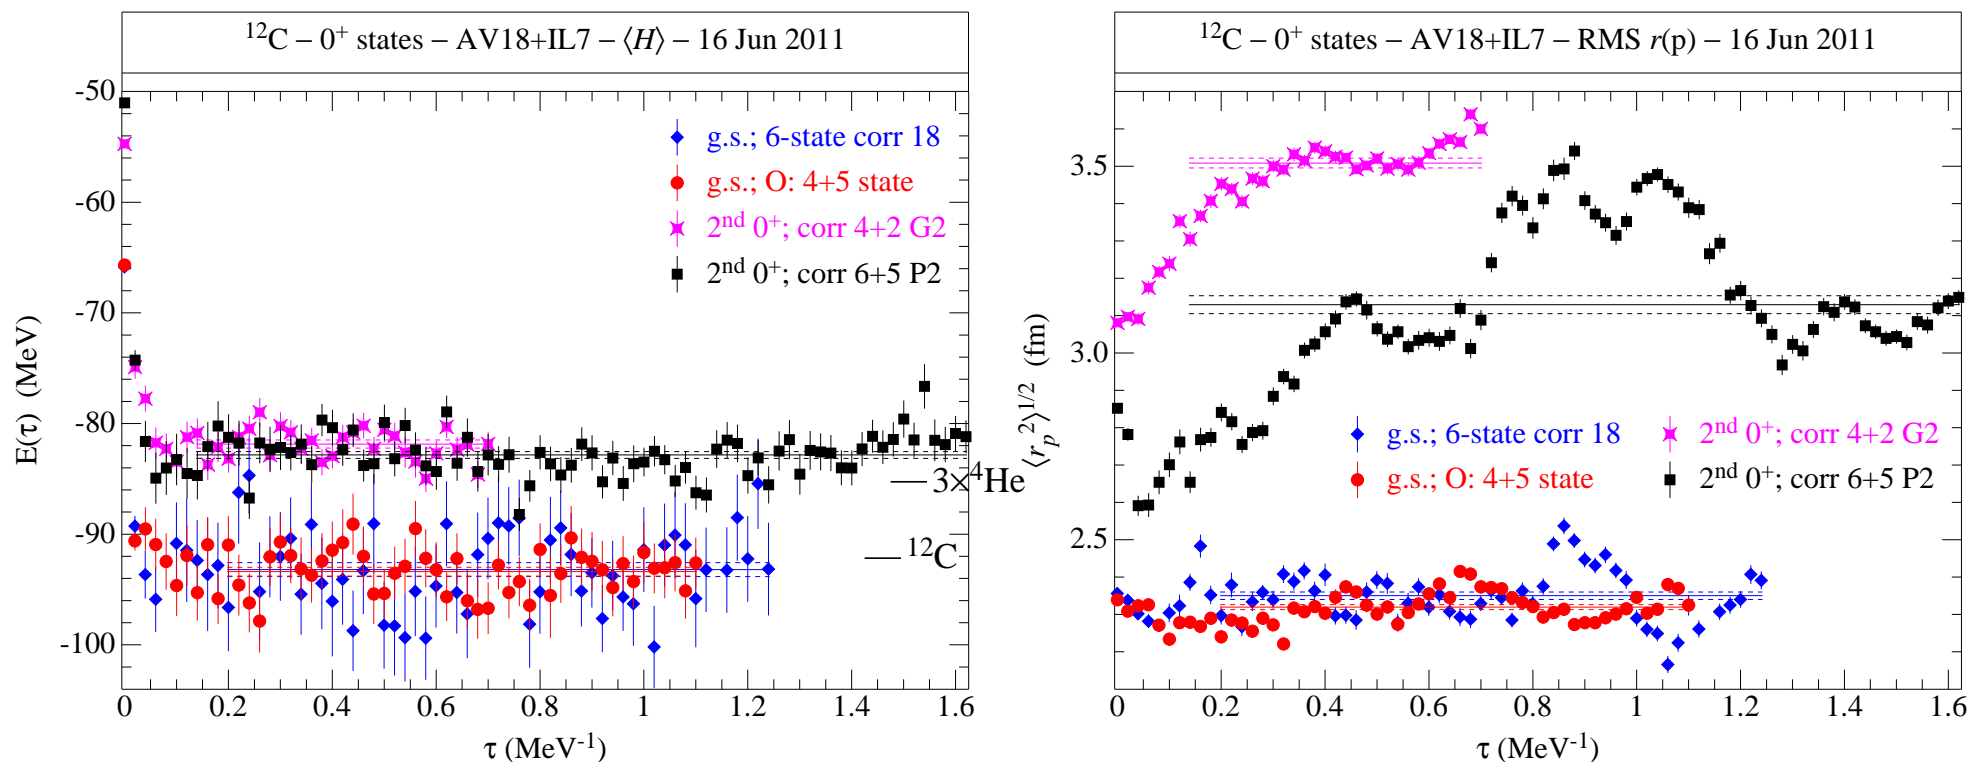 ¹²C – 0⁺ states – AV18+IL7 – ⟨H⟩ – 16 Jun 2011
-50
-60
-70
-80
-90
-100
E(τ) (MeV)
g.s.; 6-state corr 18
g.s.; O: 4+5 state
2ⁿᵈ 0⁺; corr 4+2 G2
2ⁿᵈ 0⁺; corr 6+5 P2
3×⁴He
¹²C
0 0.2 0.4 0.6 0.8 1 1.2 1.4 1.6
τ (MeV⁻¹)
¹²C – 0⁺ states – AV18+IL7 – RMS r(p) – 16 Jun 2011
3.5
3.0
2.5
⟨rₚ²⟩¹ᐟ² (fm)
g.s.; 6-state corr 18
g.s.; O: 4+5 state
2ⁿᵈ 0⁺; corr 4+2 G2
2ⁿᵈ 0⁺; corr 6+5 P2
0 0.2 0.4 0.6 0.8 1 1.2 1.4 1.6
τ (MeV⁻¹)